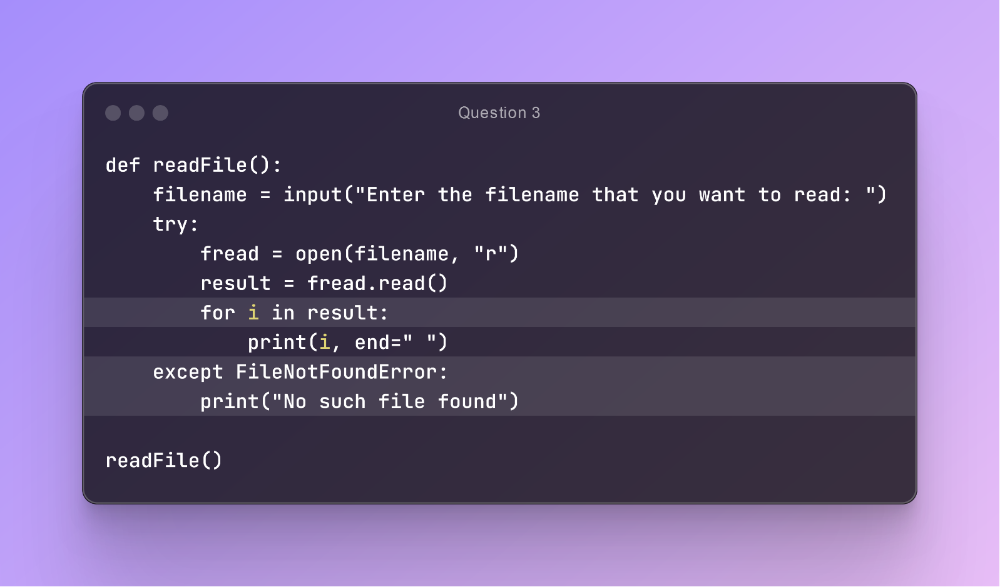 Question 3
def readFile():
    filename = input("Enter the filename that you want to read: ")
    try:
        fread = open(filename, "r")
        result = fread.read()
        for i in result:
            print(i, end=" ")
    except FileNotFoundError:
        print("No such file found")

readFile()